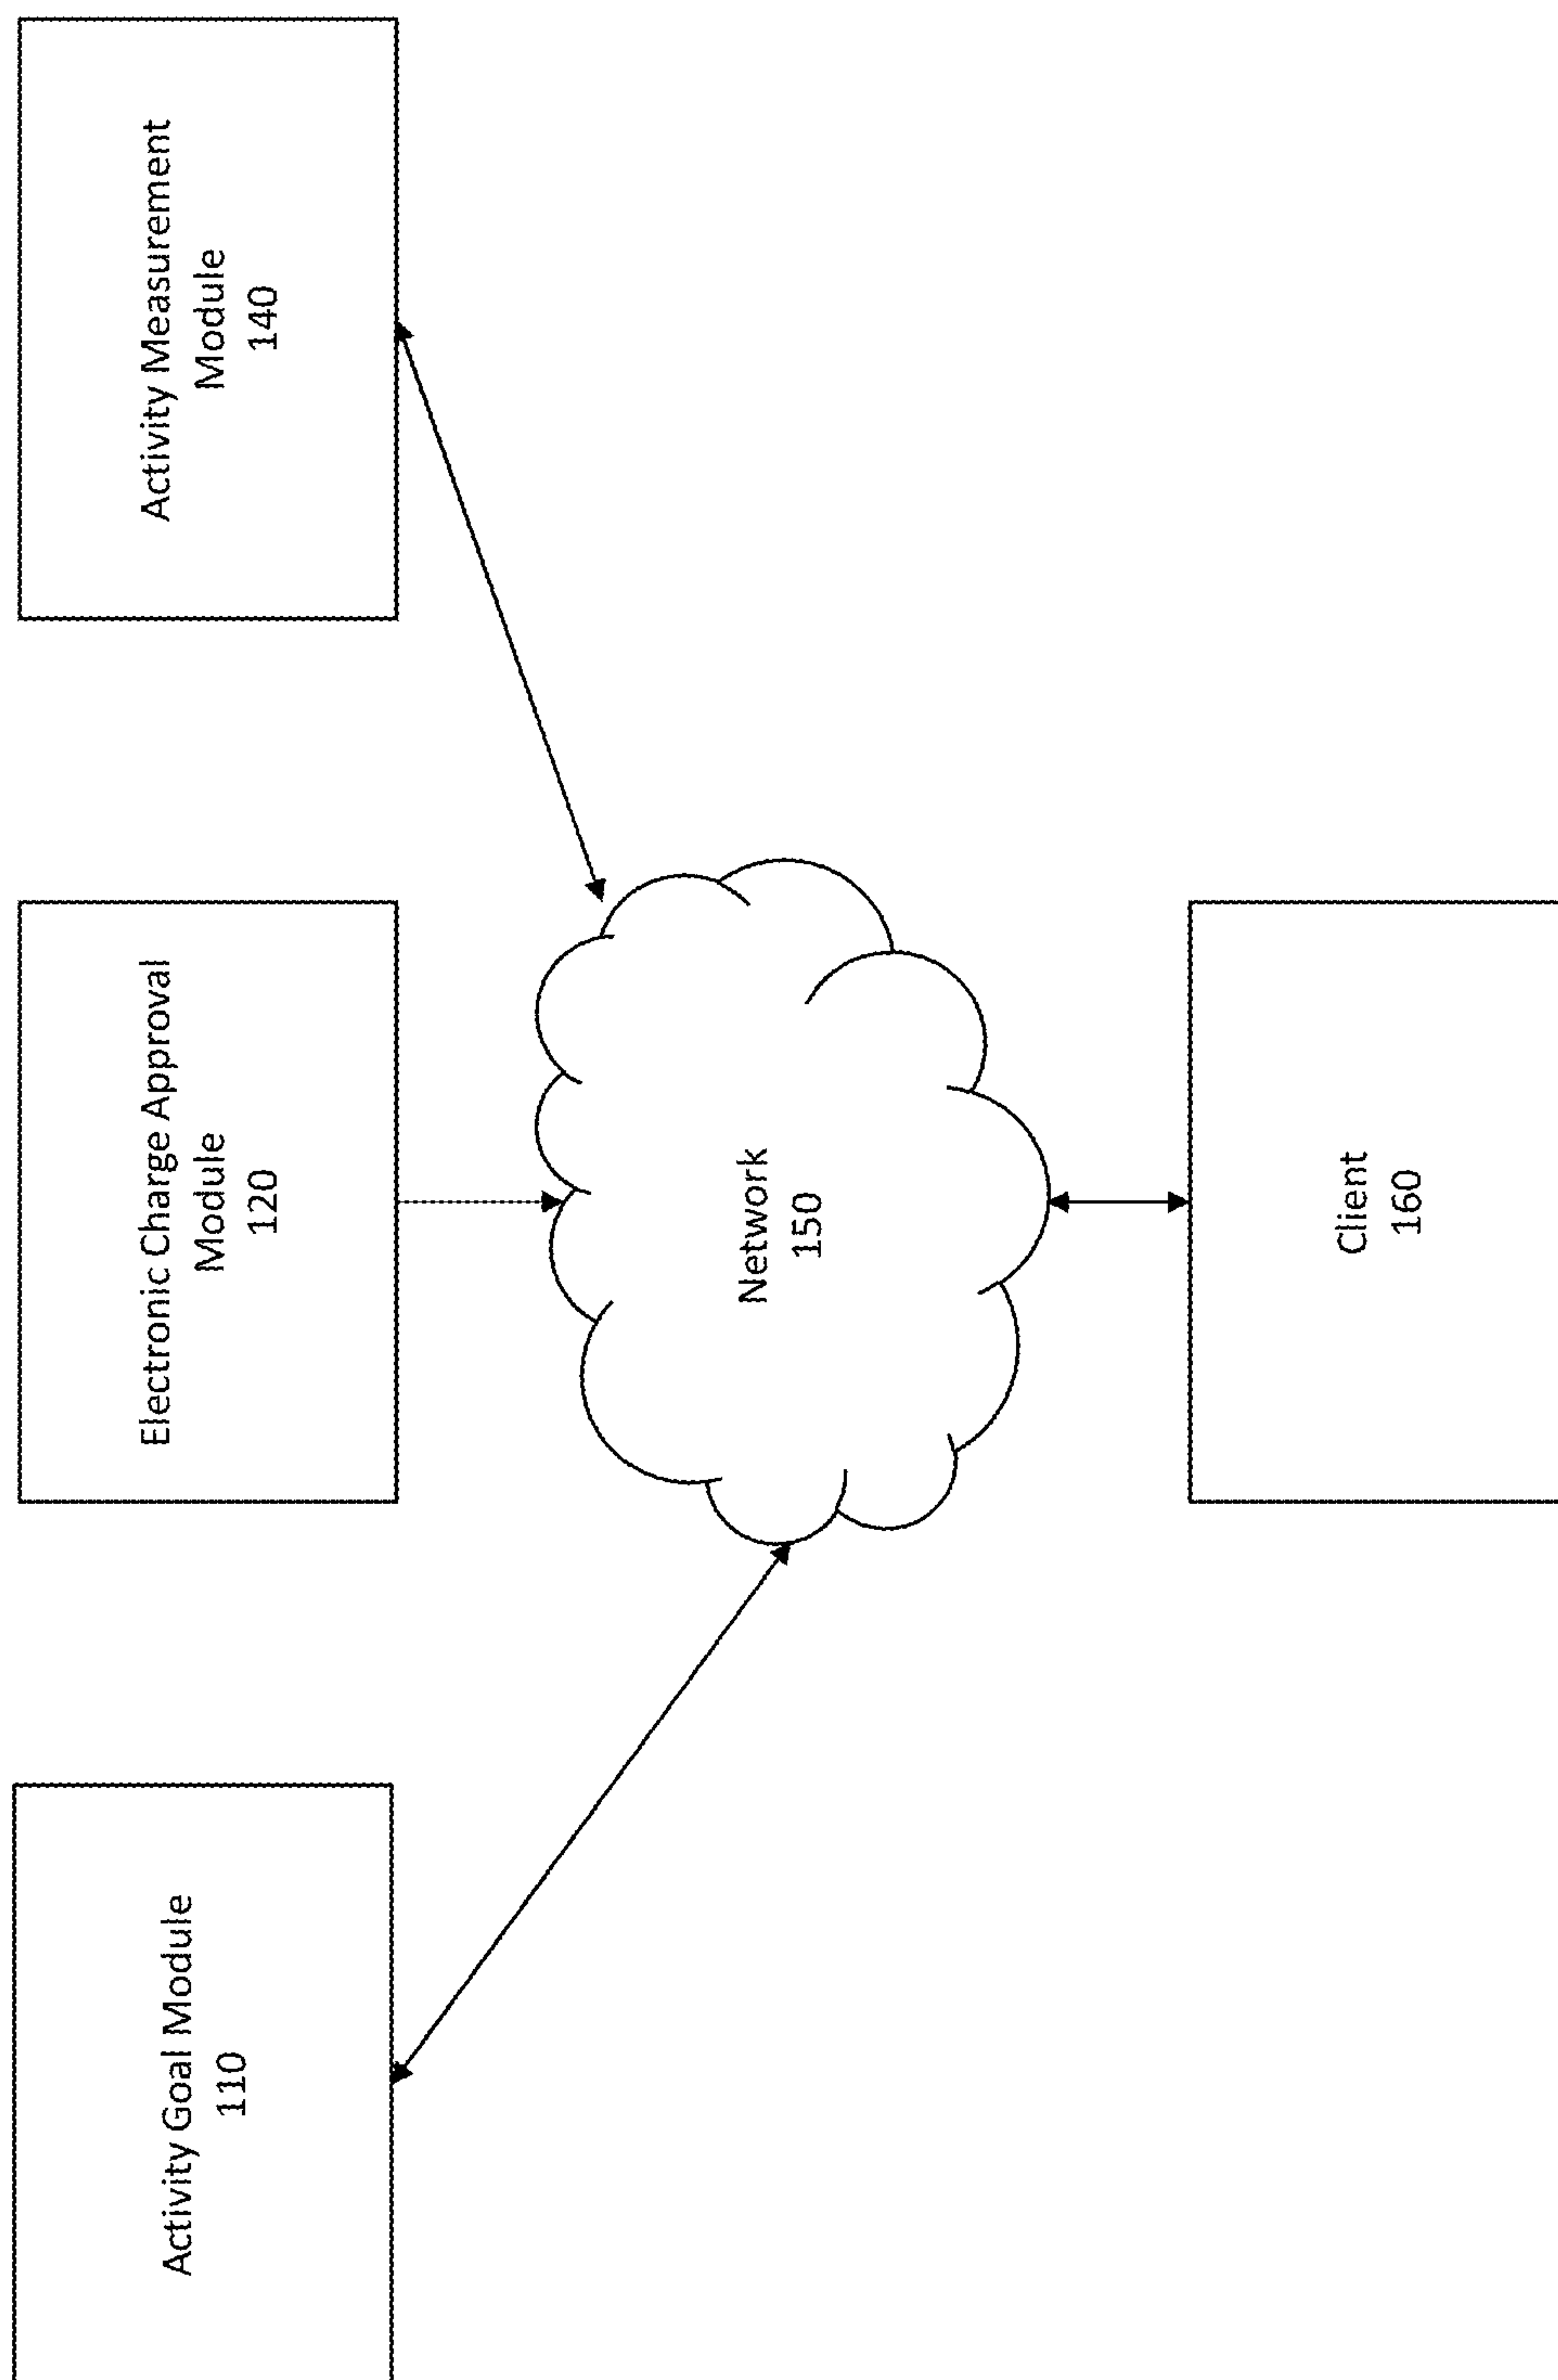 Activity Goal Module
110
Electronic Charge Approval
Module
120
Activity Measurement
Module
140
Network
150
Client
160